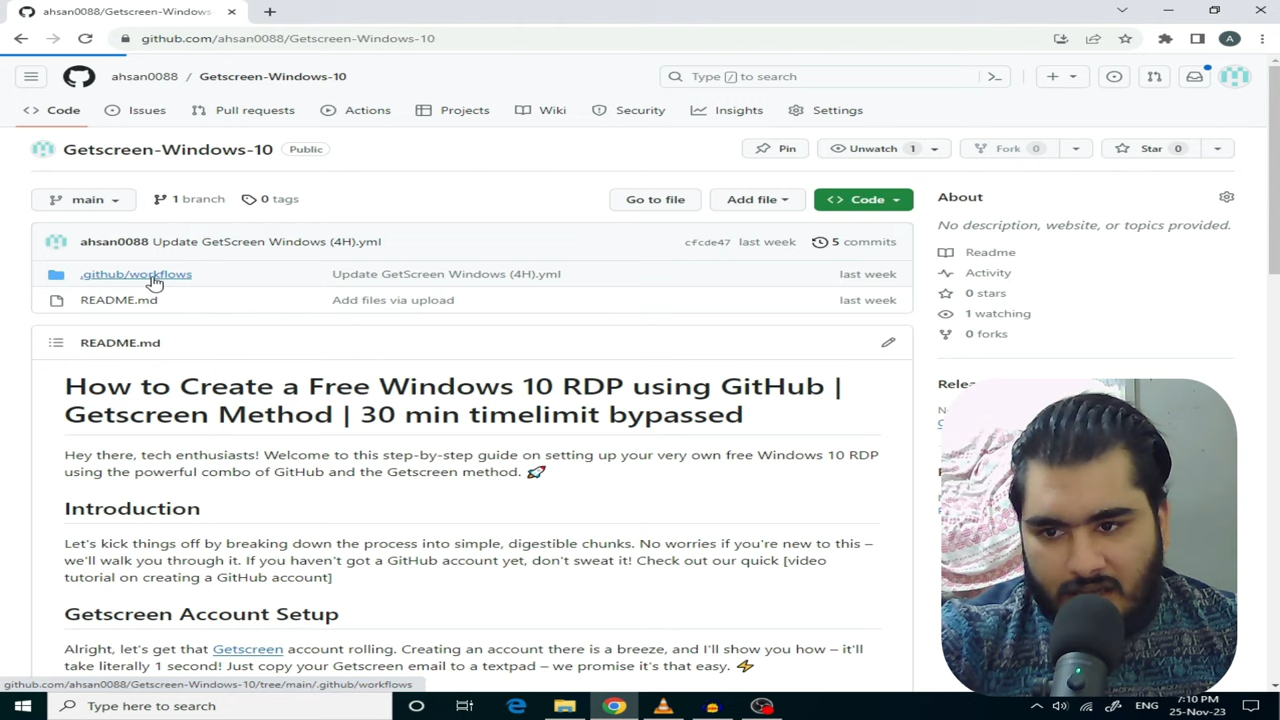 ahsan0088/Getscreen-Windows-10
github.com/ahsan0088/Getscreen-Windows-10
A
ahsan0088 / Getscreen-Windows-10
Type / to search
Code Issues Pull requests Actions Projects Wiki Security Insights Settings
Getscreen-Windows-10 Public
Pin Unwatch 1 Fork 0 Star 0
main 1 branch 0 tags Go to file Add file Code
ahsan0088 Update GetScreen Windows (4H).yml cfcde47 last week 5 commits
.github/workflows Update GetScreen Windows (4H).yml last week
README.md Add files via upload last week
README.md
How to Create a Free Windows 10 RDP using GitHub |
Getscreen Method | 30 min timelimit bypassed
Hey there, tech enthusiasts! Welcome to this step-by-step guide on setting up your very own free Windows 10 RDP
using the powerful combo of GitHub and the Getscreen method. 🚀
Introduction
Let's kick things off by breaking down the process into simple, digestible chunks. No worries if you're new to this –
we'll walk you through it. If you haven't got a GitHub account yet, don't sweat it! Check out our quick [video
tutorial on creating a GitHub account]
Getscreen Account Setup
Alright, let's get that Getscreen account rolling. Creating an account there is a breeze, and I'll show you how – it'll
take literally 1 second! Just copy your Getscreen email to a textpad – we promise it's that easy. ⚡
About
No description, website, or topics provided.
Readme
Activity
0 stars
1 watching
0 forks
github.com/ahsan0088/Getscreen-Windows-10/tree/main/.github/workflows
Type here to search
ENG
7:10 PM
25-Nov-23